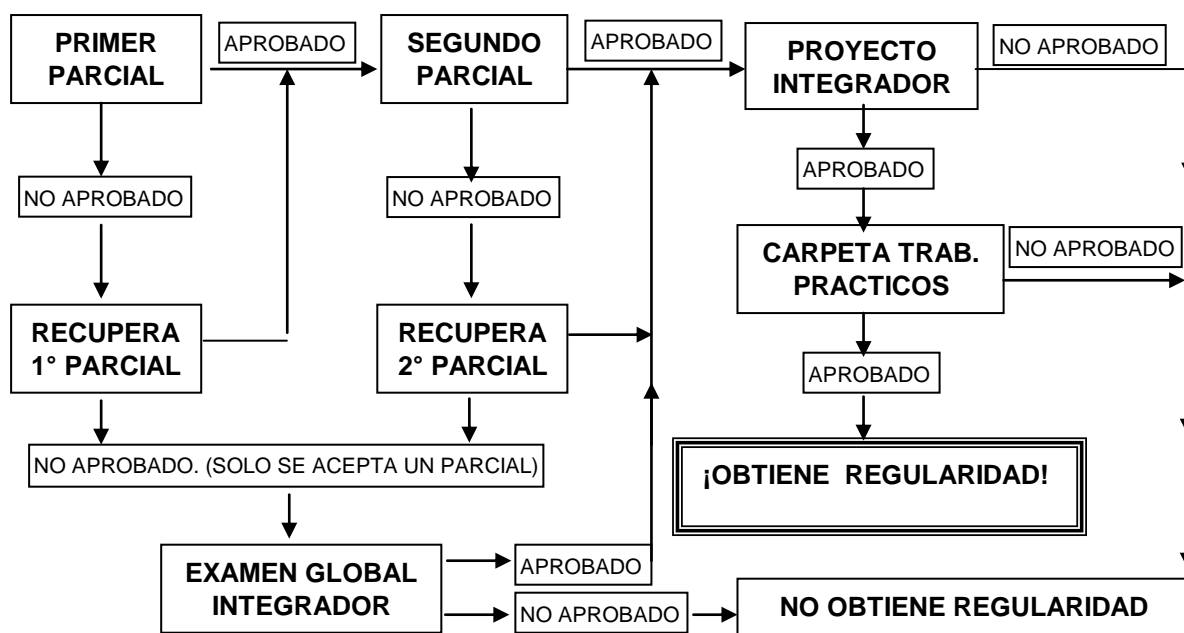 PRIMER
PARCIAL
APROBADO
SEGUNDO
PARCIAL
APROBADO
PROYECTO
INTEGRADOR
NO APROBADO
NO APROBADO
NO APROBADO
APROBADO
RECUPERA
1° PARCIAL
RECUPERA
2° PARCIAL
CARPETA TRAB.
PRACTICOS
NO APROBADO
APROBADO
NO APROBADO. (SOLO SE ACEPTA UN PARCIAL)
¡OBTIENE REGULARIDAD!
EXAMEN GLOBAL
INTEGRADOR
APROBADO
NO APROBADO
NO OBTIENE REGULARIDAD